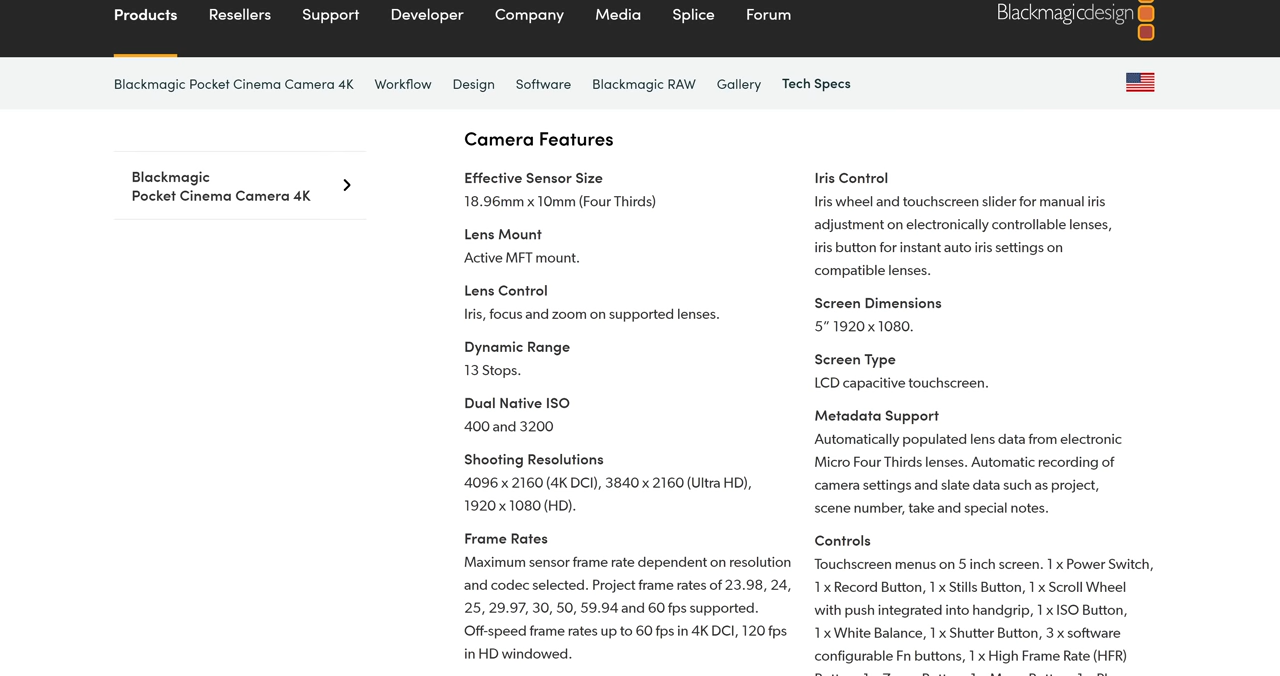 Products Resellers Support Developer Company Media Splice Forum
Blackmagicdesign
Blackmagic Pocket Cinema Camera 4K Workflow Design Software Blackmagic RAW Gallery Tech Specs
Blackmagic
Pocket Cinema Camera 4K
Camera Features
Effective Sensor Size
18.96mm x 10mm (Four Thirds)
Lens Mount
Active MFT mount.
Lens Control
Iris, focus and zoom on supported lenses.
Dynamic Range
13 Stops.
Dual Native ISO
400 and 3200
Shooting Resolutions
4096 x 2160 (4K DCI), 3840 x 2160 (Ultra HD),
1920 x 1080 (HD).
Frame Rates
Maximum sensor frame rate dependent on resolution
and codec selected. Project frame rates of 23.98, 24,
25, 29.97, 30, 50, 59.94 and 60 fps supported.
Off-speed frame rates up to 60 fps in 4K DCI, 120 fps
in HD windowed.
Iris Control
Iris wheel and touchscreen slider for manual iris
adjustment on electronically controllable lenses,
iris button for instant auto iris settings on
compatible lenses.
Screen Dimensions
5” 1920 x 1080.
Screen Type
LCD capacitive touchscreen.
Metadata Support
Automatically populated lens data from electronic
Micro Four Thirds lenses. Automatic recording of
camera settings and slate data such as project,
scene number, take and special notes.
Controls
Touchscreen menus on 5 inch screen. 1 x Power Switch,
1 x Record Button, 1 x Stills Button, 1 x Scroll Wheel
with push integrated into handgrip, 1 x ISO Button,
1 x White Balance, 1 x Shutter Button, 3 x software
configurable Fn buttons, 1 x High Frame Rate (HFR)